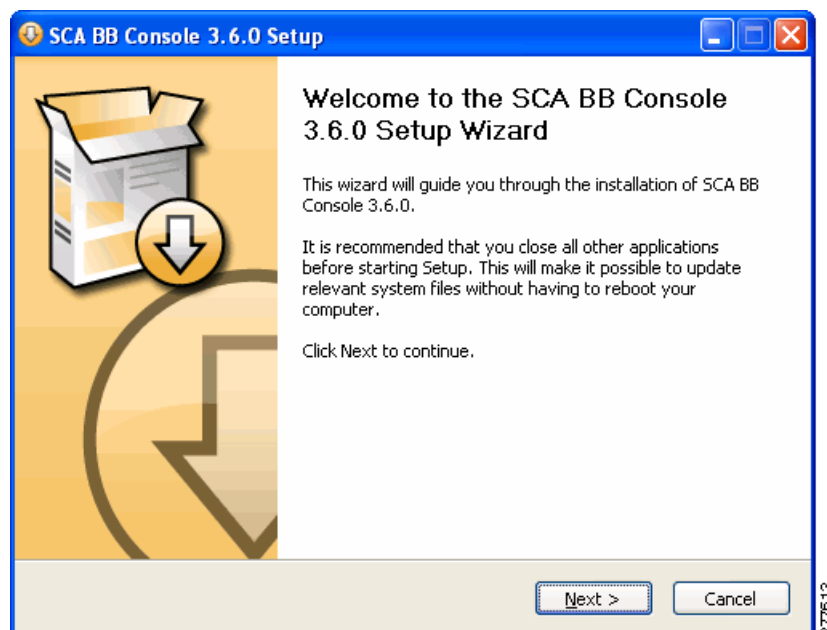 SCA BB Console 3.6.0 Setup
Welcome to the SCA BB Console
3.6.0 Setup Wizard
This wizard will guide you through the installation of SCA BB
Console 3.6.0.
It is recommended that you close all other applications
before starting Setup. This will make it possible to update
relevant system files without having to reboot your
computer.
Click Next to continue.
Next >
Cancel
277613